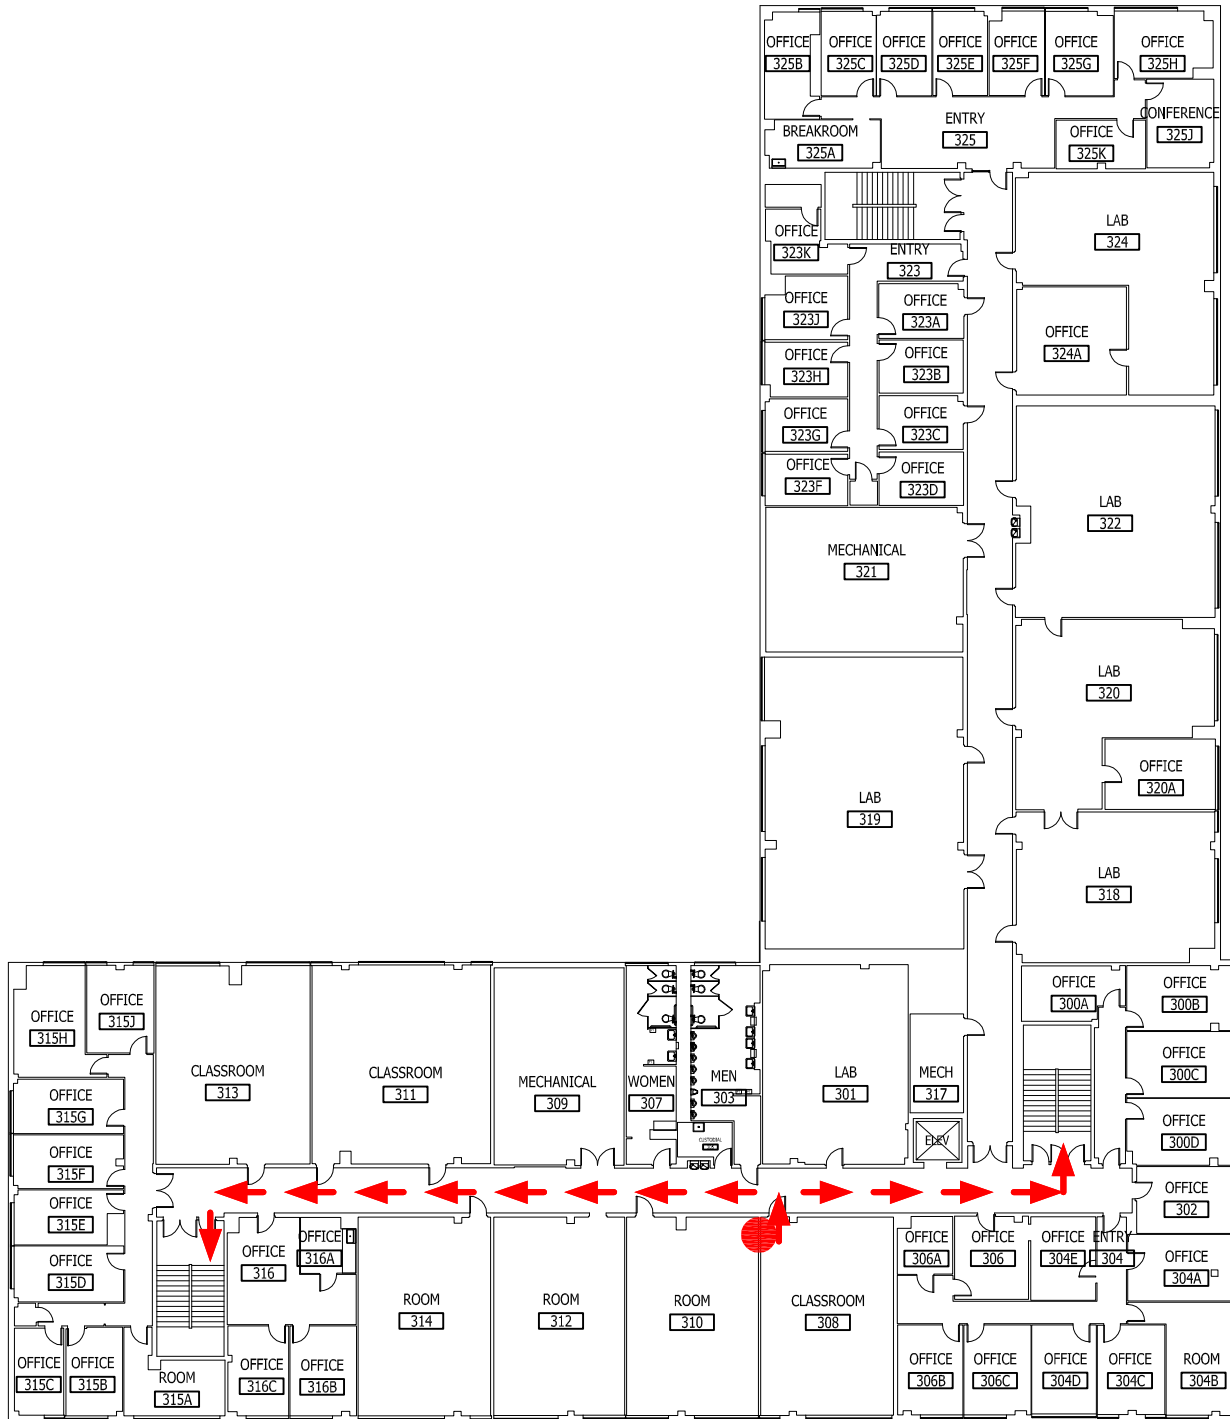 OFFICE
325B
OFFICE
325C
OFFICE
325D
OFFICE
325E
OFFICE
325F
OFFICE
325G
OFFICE
325H
BREAKROOM
325A
ENTRY
325
OFFICE
325K
CONFERENCE
325J
OFFICE
323K
ENTRY
323
LAB
324
OFFICE
323J
OFFICE
323A
OFFICE
324A
OFFICE
323H
OFFICE
323B
OFFICE
323G
OFFICE
323C
OFFICE
323F
OFFICE
323D
LAB
322
MECHANICAL
321
LAB
320
OFFICE
320A
LAB
319
LAB
318
OFFICE
315H
OFFICE
315J
CLASSROOM
313
CLASSROOM
311
MECHANICAL
309
WOMEN
307
MEN
303
CUSTODIAL
LAB
301
MECH
317
ELEV
OFFICE
300A
OFFICE
300B
OFFICE
300C
OFFICE
300D
OFFICE
315G
OFFICE
315F
OFFICE
315E
OFFICE
315D
OFFICE
315C
OFFICE
315B
ROOM
315A
OFFICE
316
OFFICE
316A
OFFICE
316C
OFFICE
316B
ROOM
314
ROOM
312
ROOM
310
CLASSROOM
308
OFFICE
306A
OFFICE
306
OFFICE
304E
ENTRY
304
OFFICE
302
OFFICE
304A
OFFICE
306B
OFFICE
306C
OFFICE
304D
OFFICE
304C
ROOM
304B